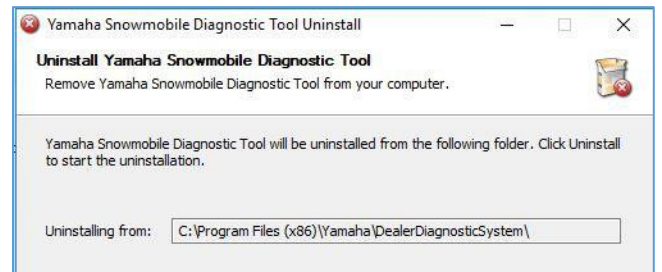 Yamaha Snowmobile Diagnostic Tool Uninstall
Uninstall Yamaha Snowmobile Diagnostic Tool
Remove Yamaha Snowmobile Diagnostic Tool from your computer.
Yamaha Snowmobile Diagnostic Tool will be uninstalled from the following folder. Click Uninstall
to start the uninstallation.
Uninstalling from: C:\Program Files (x86)\Yamaha\DealerDiagnosticSystem\